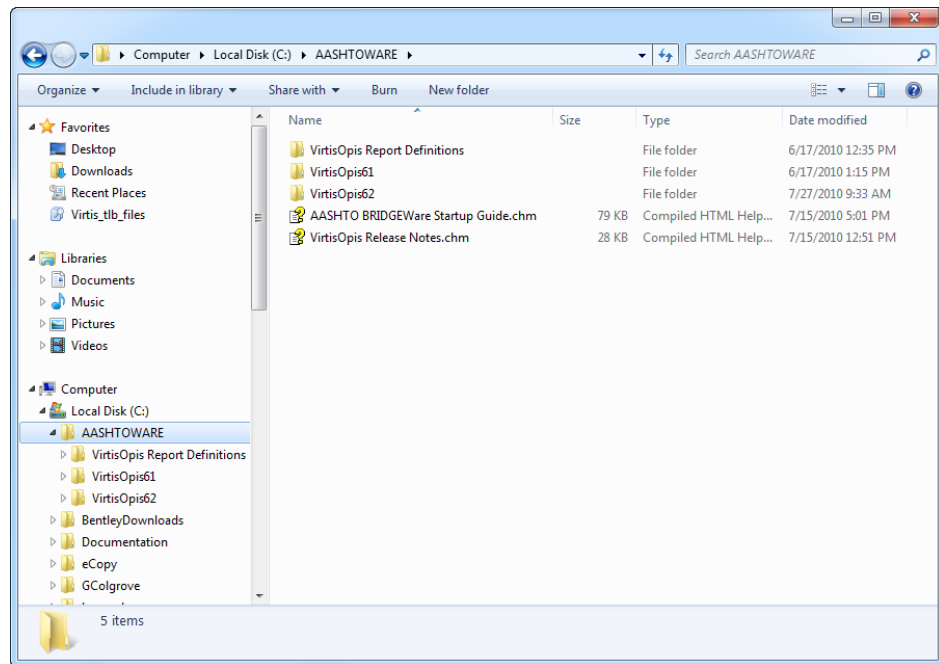 Computer Local Disk (C:) AASHTOWARE
Search AASHTOWARE
Organize Include in library Share with Burn New folder
Favorites
Desktop
Downloads
Recent Places
Virtis_tlb_files
Libraries
Documents
Music
Pictures
Videos
Computer
Local Disk (C:)
AASHTOWARE
VirtisOpis Report Definitions
VirtisOpis61
VirtisOpis62
BentleyDownloads
Documentation
eCopy
GColgrove
Name Size Type Date modified
VirtisOpis Report Definitions File folder 6/17/2010 12:35 PM
VirtisOpis61 File folder 6/17/2010 1:15 PM
VirtisOpis62 File folder 7/27/2010 9:33 AM
AASHTO BRIDGEWare Startup Guide.chm 79 KB Compiled HTML Help... 7/15/2010 5:01 PM
VirtisOpis Release Notes.chm 28 KB Compiled HTML Help... 7/15/2010 12:51 PM
5 items